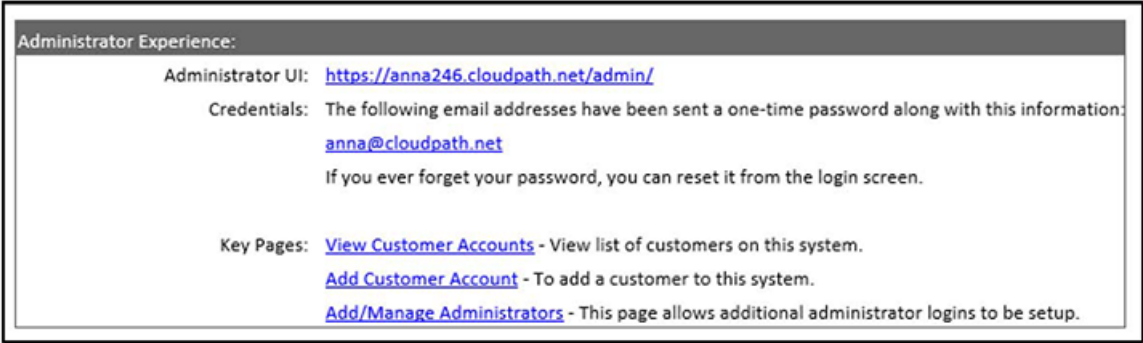 Administrator Experience:
Administrator UI: https://anna246.cloudpath.net/admin/
Credentials: The following email addresses have been sent a one-time password along with this information:
anna@cloudpath.net
If you ever forget your password, you can reset it from the login screen.
Key Pages: View Customer Accounts - View list of customers on this system.
Add Customer Account - To add a customer to this system.
Add/Manage Administrators - This page allows additional administrator logins to be setup.